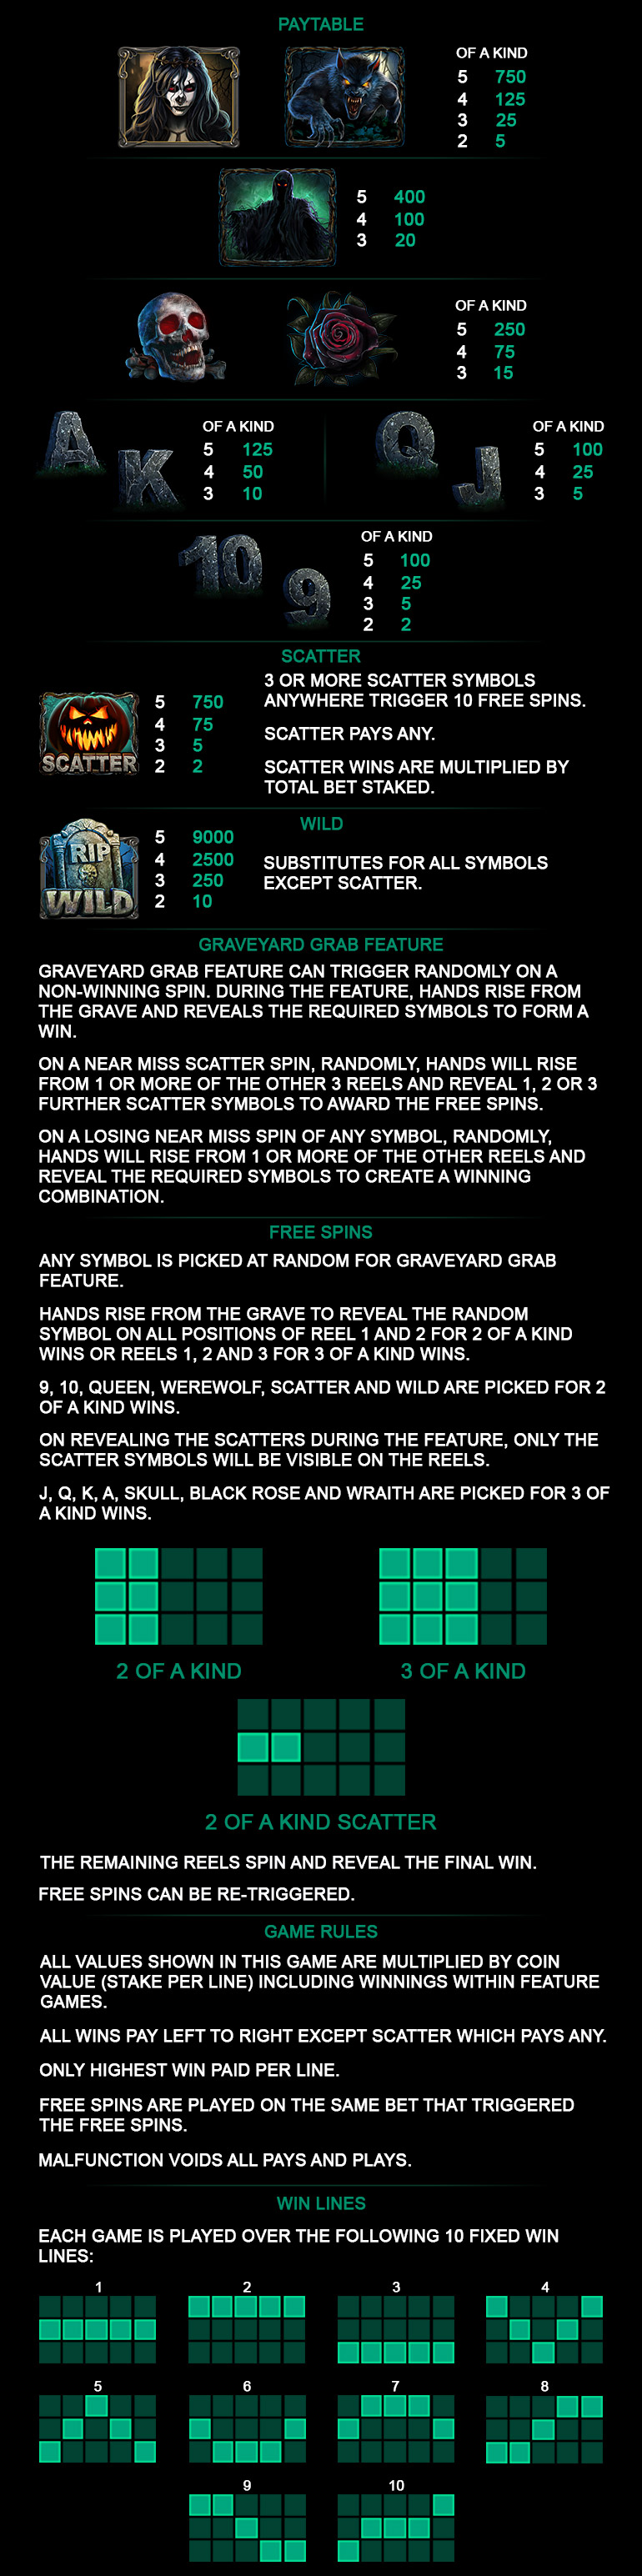 PAYTABLE
OF A KIND
5 750
4 125
3 25
2 5
5 400
4 100
3 20
OF A KIND
5 250
4 75
3 15
A K
OF A KIND
5 125
4 50
3 10
Q J
OF A KIND
5 100
4 25
3 5
10 9
OF A KIND
5 100
4 25
3 5
2 2
SCATTER
SCATTER
5 750
4 75
3 5
2 2
3 OR MORE SCATTER SYMBOLS
ANYWHERE TRIGGER 10 FREE SPINS.
SCATTER PAYS ANY.
SCATTER WINS ARE MULTIPLIED BY
TOTAL BET STAKED.
WILD
RIP
WILD
5 9000
4 2500
3 250
2 10
SUBSTITUTES FOR ALL SYMBOLS
EXCEPT SCATTER.
GRAVEYARD GRAB FEATURE
GRAVEYARD GRAB FEATURE CAN TRIGGER RANDOMLY ON A
NON-WINNING SPIN. DURING THE FEATURE, HANDS RISE FROM
THE GRAVE AND REVEALS THE REQUIRED SYMBOLS TO FORM A
WIN.
ON A NEAR MISS SCATTER SPIN, RANDOMLY, HANDS WILL RISE
FROM 1 OR MORE OF THE OTHER 3 REELS AND REVEAL 1, 2 OR 3
FURTHER SCATTER SYMBOLS TO AWARD THE FREE SPINS.
ON A LOSING NEAR MISS SPIN OF ANY SYMBOL, RANDOMLY,
HANDS WILL RISE FROM 1 OR MORE OF THE OTHER REELS AND
REVEAL THE REQUIRED SYMBOLS TO CREATE A WINNING
COMBINATION.
FREE SPINS
ANY SYMBOL IS PICKED AT RANDOM FOR GRAVEYARD GRAB
FEATURE.
HANDS RISE FROM THE GRAVE TO REVEAL THE RANDOM
SYMBOL ON ALL POSITIONS OF REEL 1 AND 2 FOR 2 OF A KIND
WINS OR REELS 1, 2 AND 3 FOR 3 OF A KIND WINS.
9, 10, QUEEN, WEREWOLF, SCATTER AND WILD ARE PICKED FOR 2
OF A KIND WINS.
ON REVEALING THE SCATTERS DURING THE FEATURE, ONLY THE
SCATTER SYMBOLS WILL BE VISIBLE ON THE REELS.
J, Q, K, A, SKULL, BLACK ROSE AND WRAITH ARE PICKED FOR 3 OF
A KIND WINS.
2 OF A KIND
3 OF A KIND
2 OF A KIND SCATTER
THE REMAINING REELS SPIN AND REVEAL THE FINAL WIN.
FREE SPINS CAN BE RE-TRIGGERED.
GAME RULES
ALL VALUES SHOWN IN THIS GAME ARE MULTIPLIED BY COIN
VALUE (STAKE PER LINE) INCLUDING WINNINGS WITHIN FEATURE
GAMES.
ALL WINS PAY LEFT TO RIGHT EXCEPT SCATTER WHICH PAYS ANY.
ONLY HIGHEST WIN PAID PER LINE.
FREE SPINS ARE PLAYED ON THE SAME BET THAT TRIGGERED
THE FREE SPINS.
MALFUNCTION VOIDS ALL PAYS AND PLAYS.
WIN LINES
EACH GAME IS PLAYED OVER THE FOLLOWING 10 FIXED WIN
LINES:
1 2 3 4
5 6 7 8
9 10